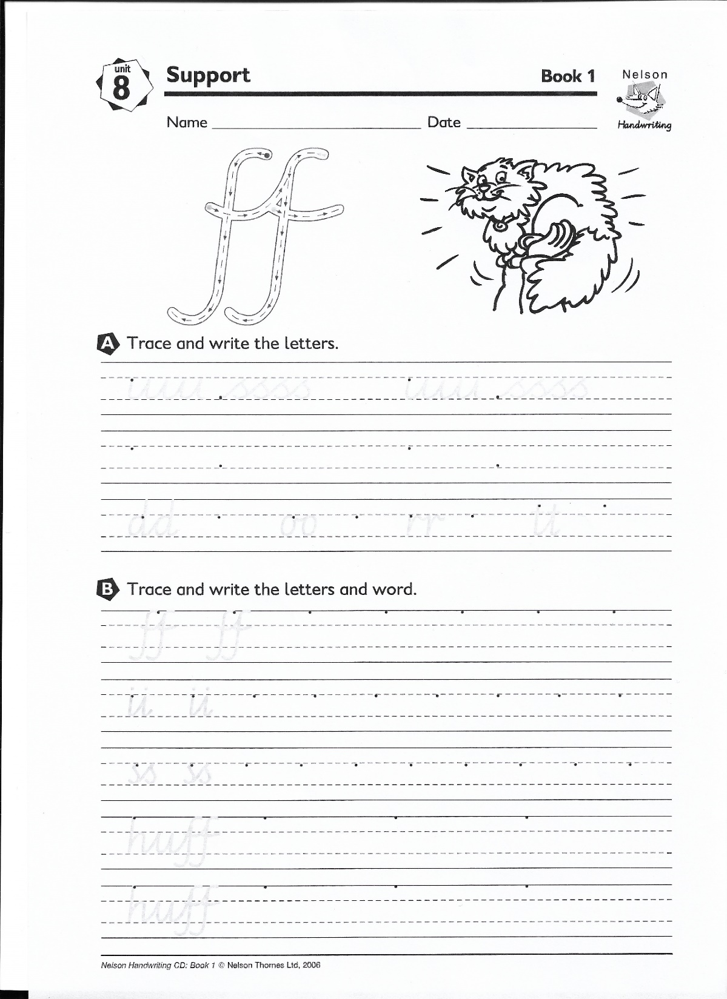 unit
8
Support
Book 1
Nelson
Handwriting
Name
Date
ff
A Trace and write the letters.
uuu ssss uuu ssss
dd oo rr tt
B Trace and write the letters and word.
ff ff
ii ii
ss ss
huff
huff
Nelson Handwriting CD: Book 1 © Nelson Thornes Ltd, 2006